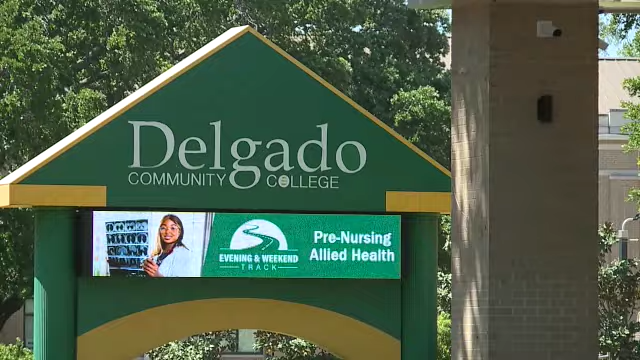 Delgado
COMMUNITY COLLEGE
EVENING & WEEKEND
TRACK
Pre-Nursing
Allied Health